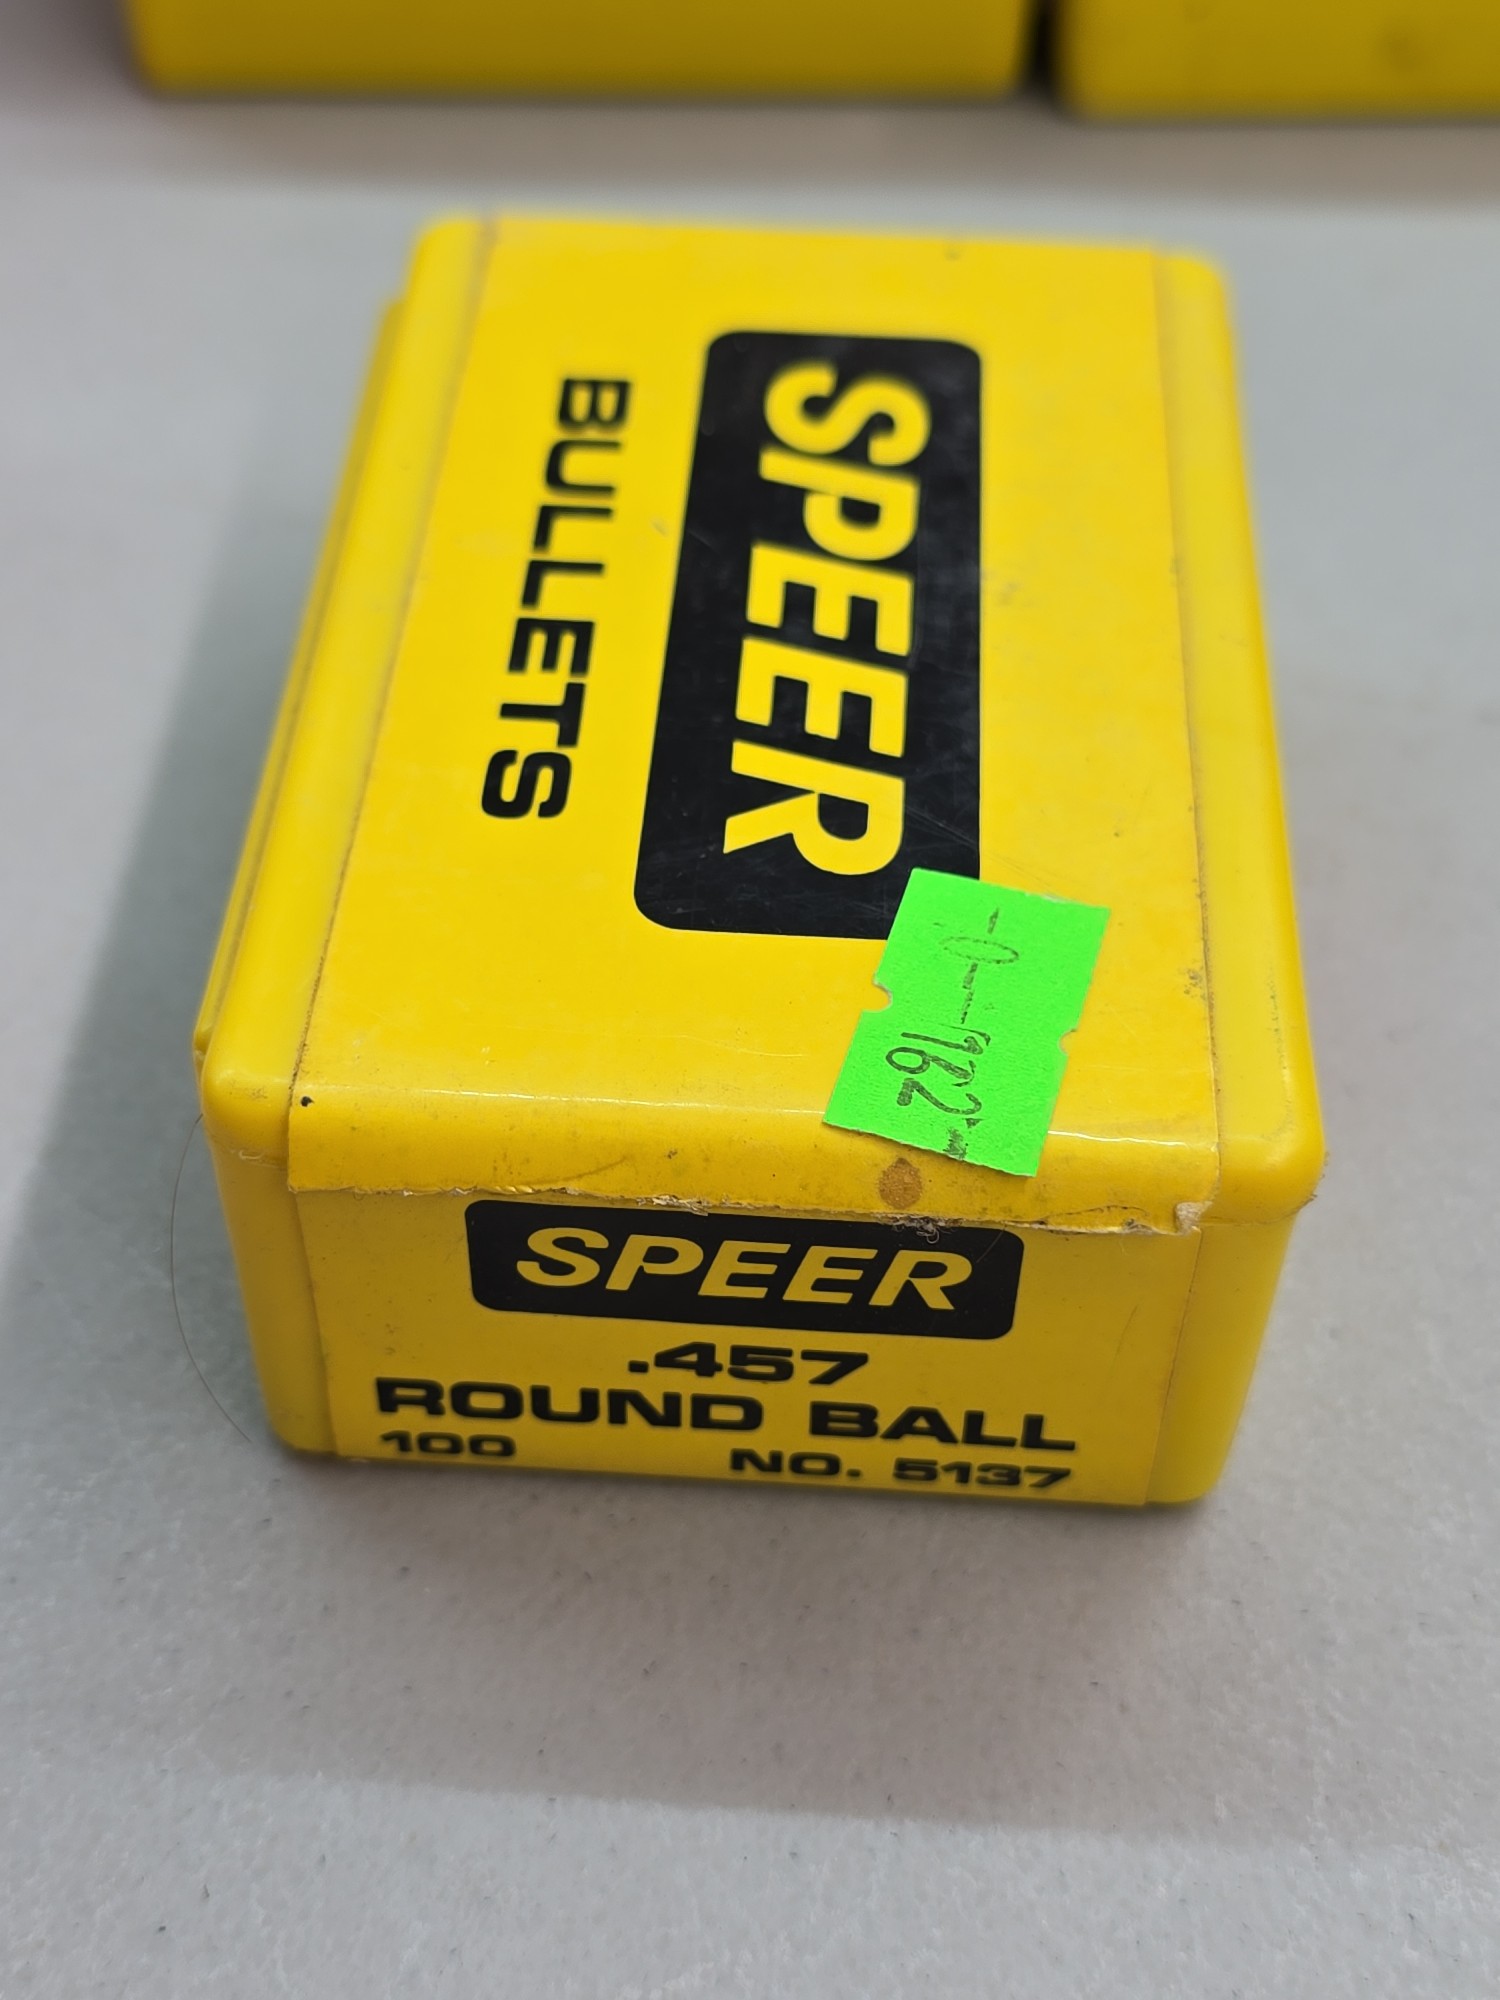 SPEER
BULLETS
SPEER
.457
ROUND BALL
100 NO. 5137